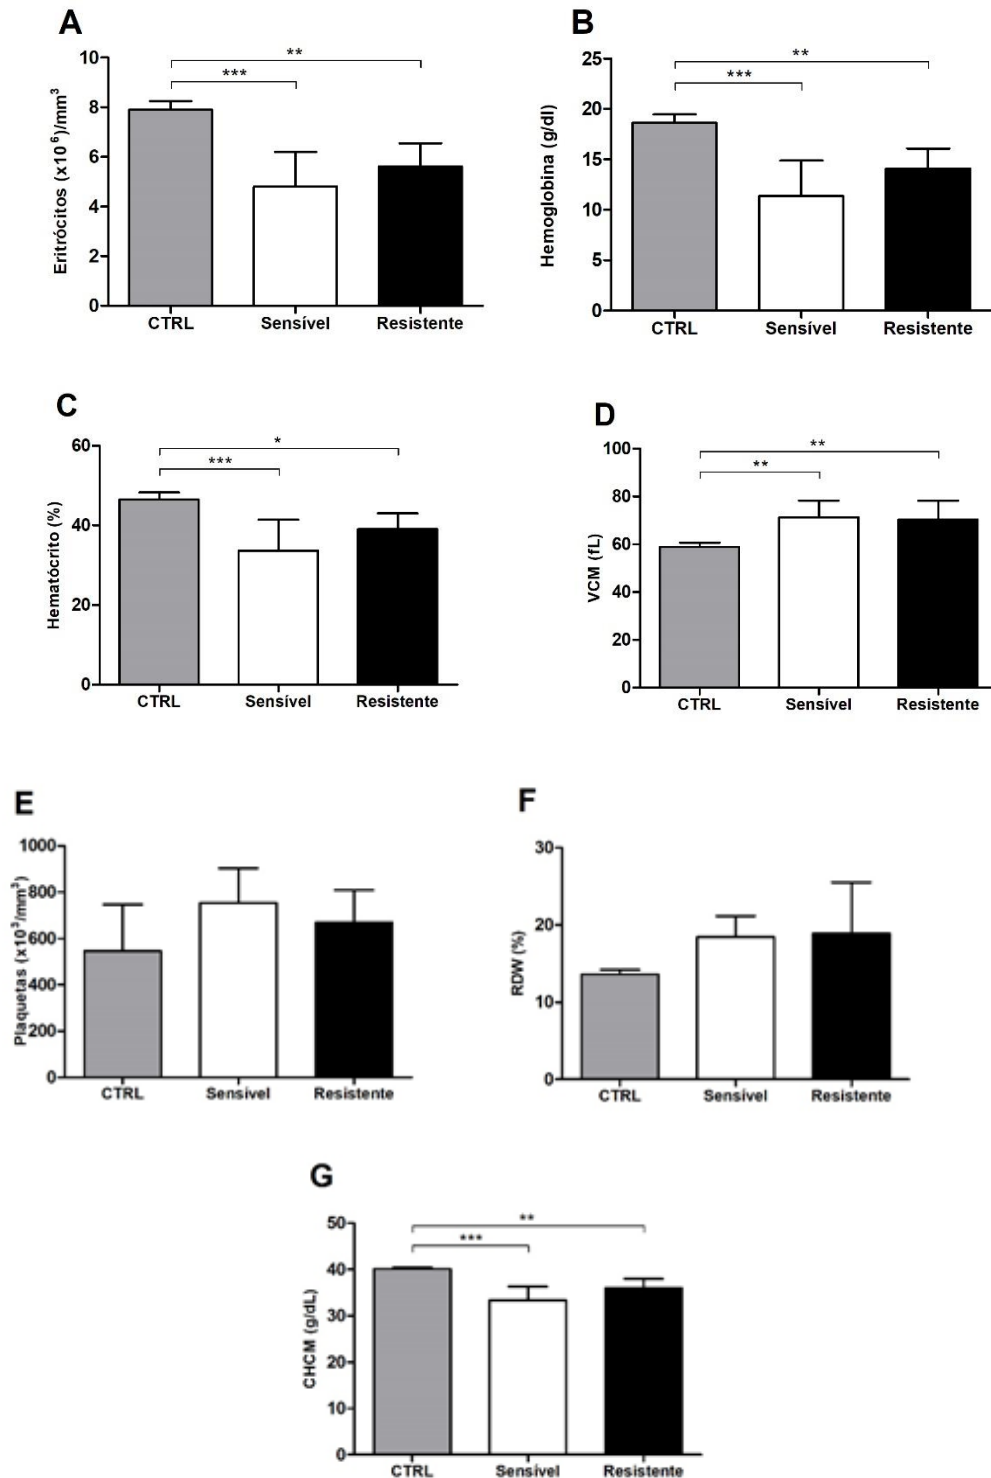 A
Eritrócitos (x10⁶)/mm³
10
8
6
4
2
0
**
***
CTRL Sensível Resistente
B
Hemoglobina (g/dl)
25
20
15
10
5
0
**
***
CTRL Sensível Resistente
C
Hematócrito (%)
60
40
20
0
*
***
CTRL Sensível Resistente
D
VCM (fL)
100
80
60
40
20
0
**
**
CTRL Sensível Resistente
E
Plaquetas (x10³/mm³)
1000
800
600
400
200
0
CTRL Sensível Resistente
F
RDW (%)
30
20
10
0
CTRL Sensível Resistente
G
CHCM (g/dL)
50
40
30
20
10
0
**
***
CTRL Sensível Resistente